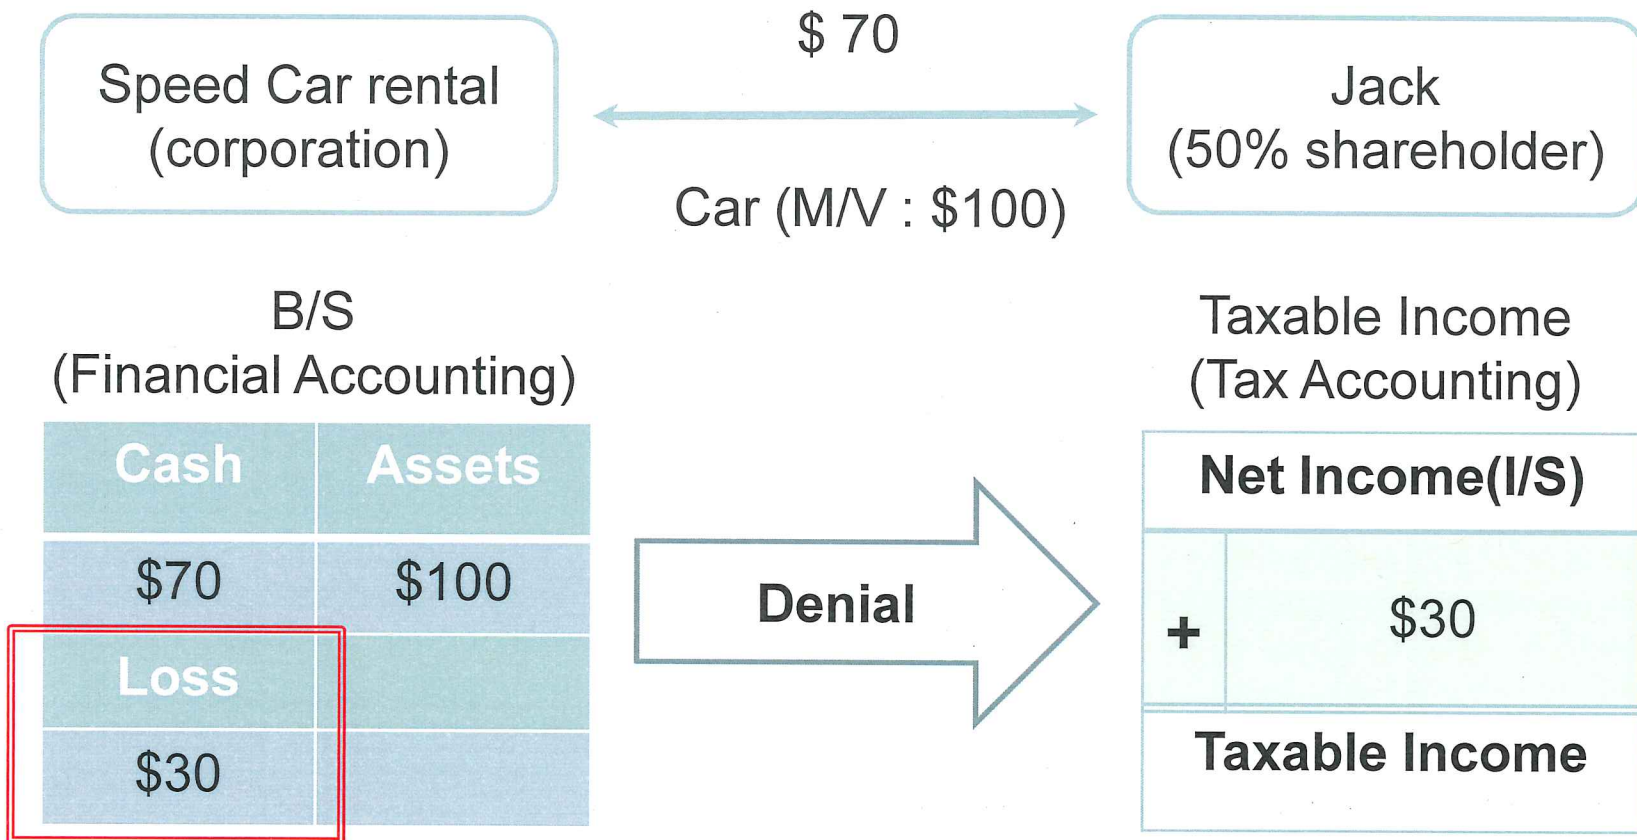 $ 70
Speed Car rental
(corporation)
Jack
(50% shareholder)
Car (M/V : $100)
B/S
(Financial Accounting)
Taxable Income
(Tax Accounting)
Cash Assets
$70 $100
Loss
$30
Denial
Net Income(I/S)
+ $30
Taxable Income